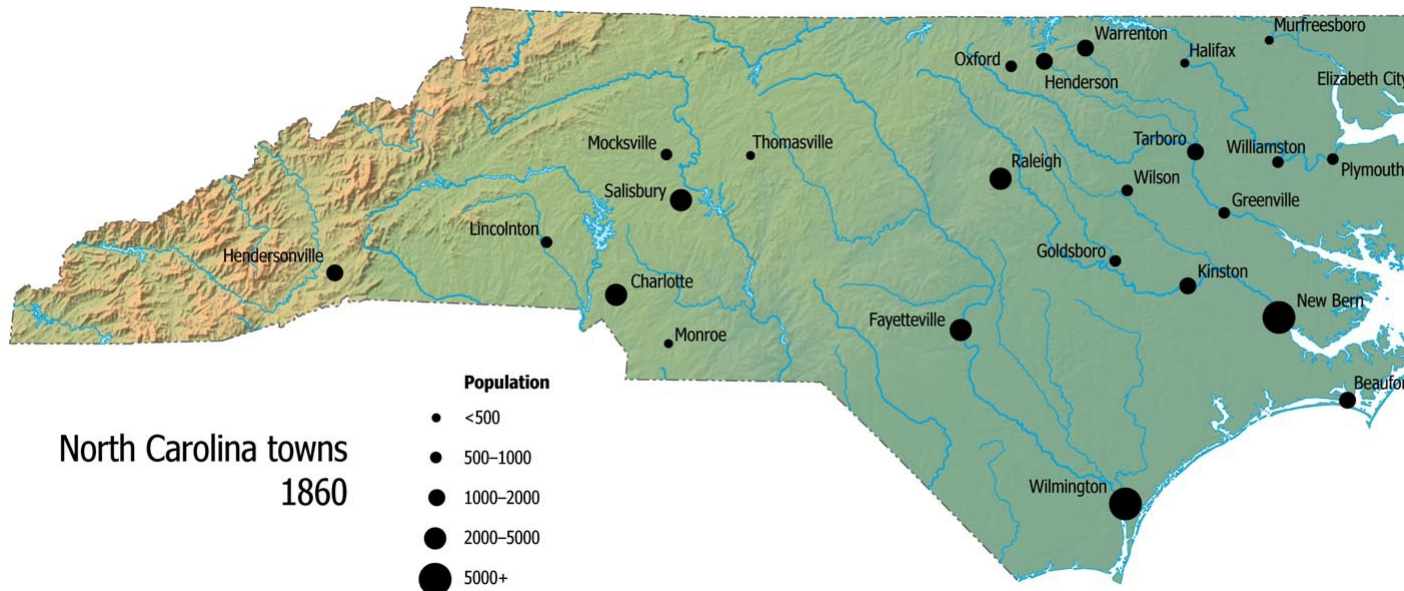 Murfreesboro
Warrenton
Halifax
Oxford
Henderson
Elizabeth City
Mocksville
Thomasville
Tarboro
Williamston
Raleigh
Plymouth
Wilson
Salisbury
Greenville
Lincolnton
Hendersonville
Goldsboro
Kinston
Charlotte
New Bern
Fayetteville
Monroe
Population
Beaufor
<500
North Carolina towns
1860
500–1000
1000–2000
Wilmington
2000–5000
5000+